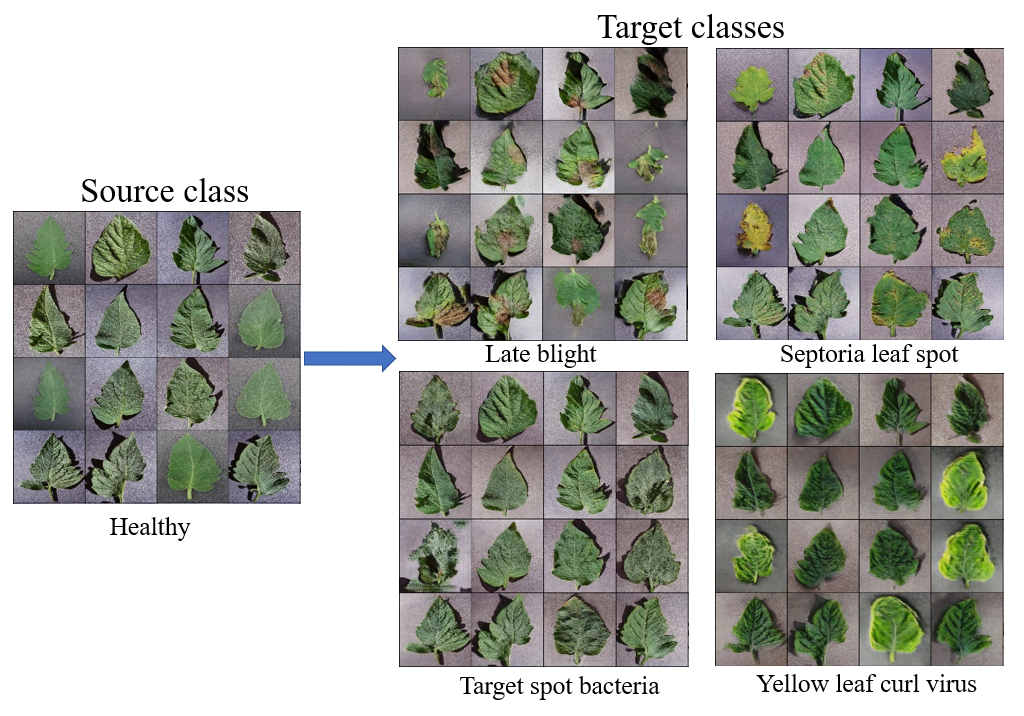 Target classes
Source class
Late blight
Septoria leaf spot
Healthy
Target spot bacteria
Yellow leaf curl virus